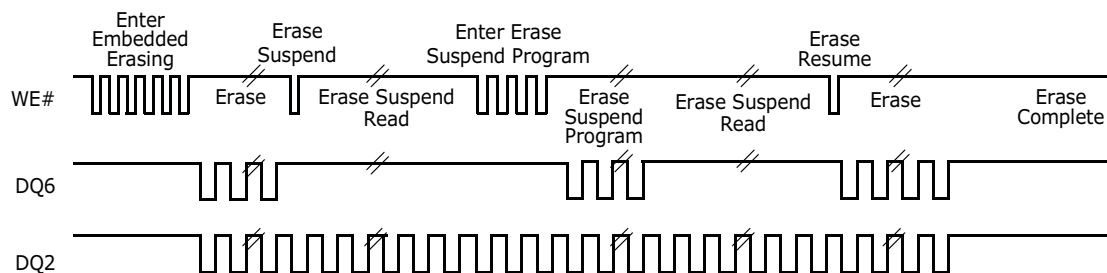 Enter
Embedded
Erasing
Erase
Suspend
Enter Erase
Suspend Program
Erase
Resume
WE#
Erase
Erase Suspend
Read
Erase
Suspend
Program
Erase Suspend
Read
Erase
Erase
Complete
DQ6
DQ2